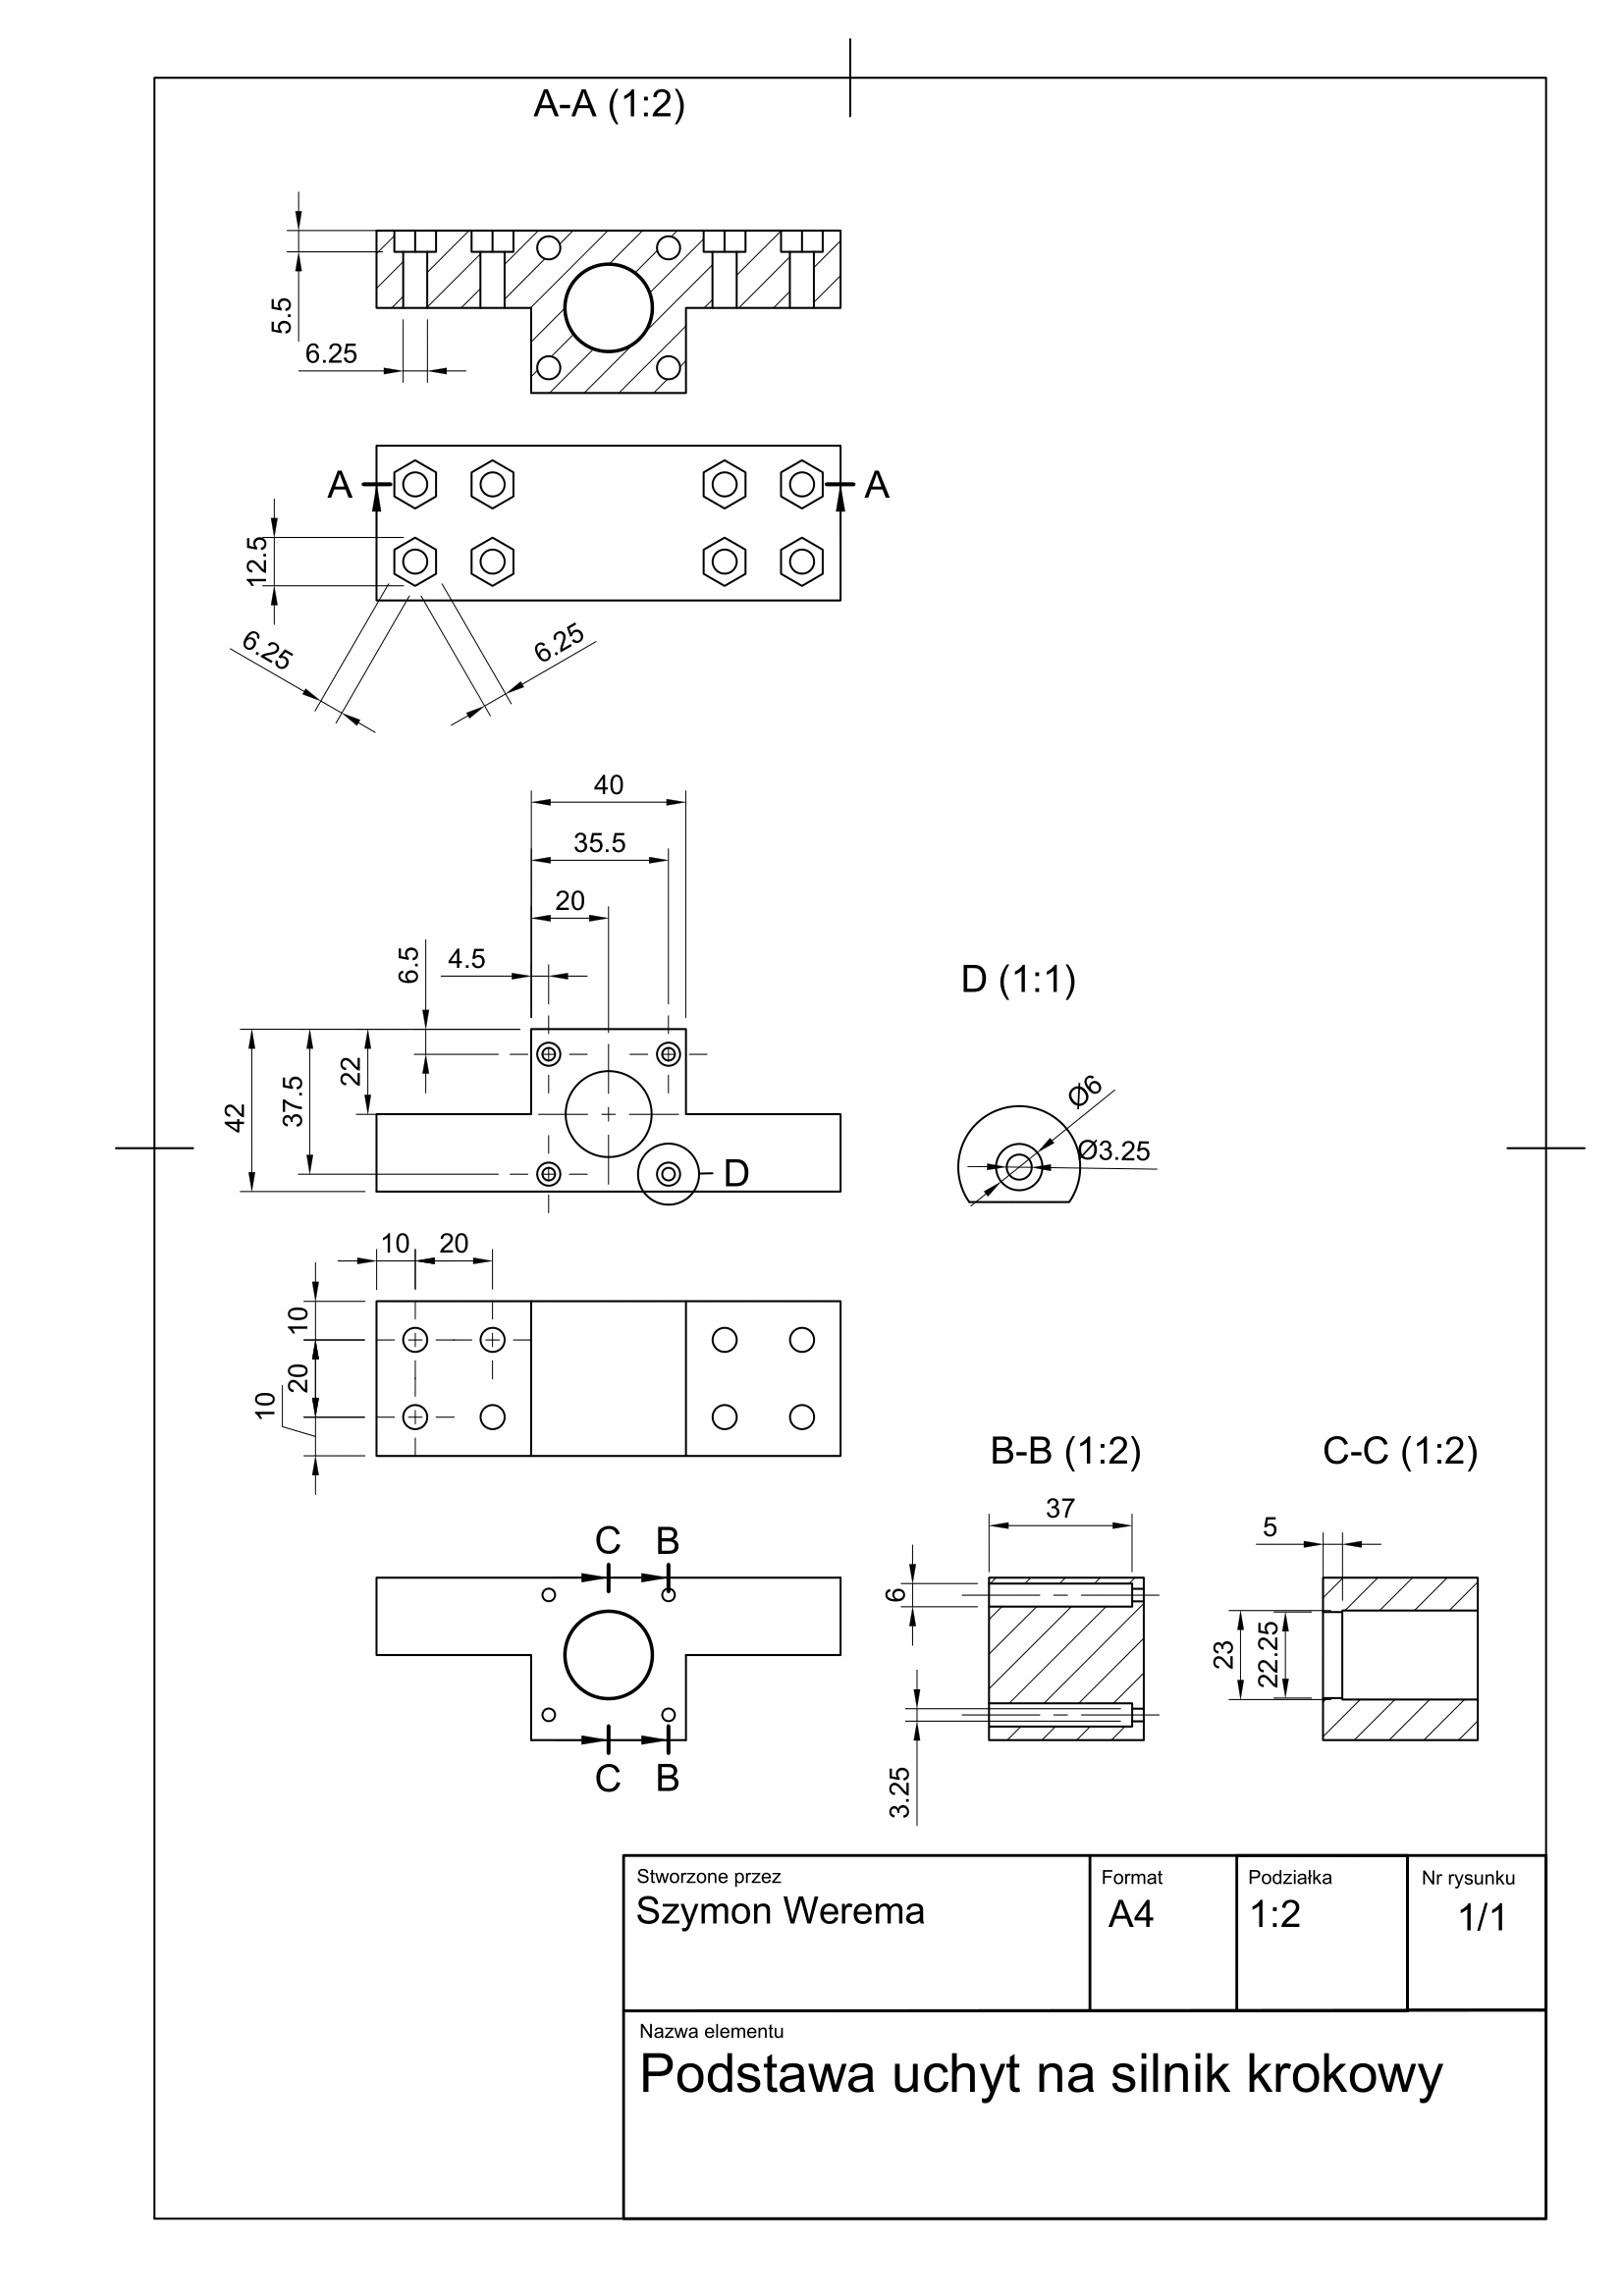 A-A (1:2)
5.5
6.25
A
A
12.5
6.25
6.25
40
35.5
20
4.5
6.5
22
37.5
42
D
D (1:1)
Ø6
Ø3.25
10
20
10
20
10
B-B (1:2)
C-C (1:2)
37
5
6
23
22.25
3.25
C
B
C
B
Stworzone przez
Szymon Werema
Format
A4
Podziałka
1:2
Nr rysunku
1/1
Nazwa elementu
Podstawa uchyt na silnik krokowy